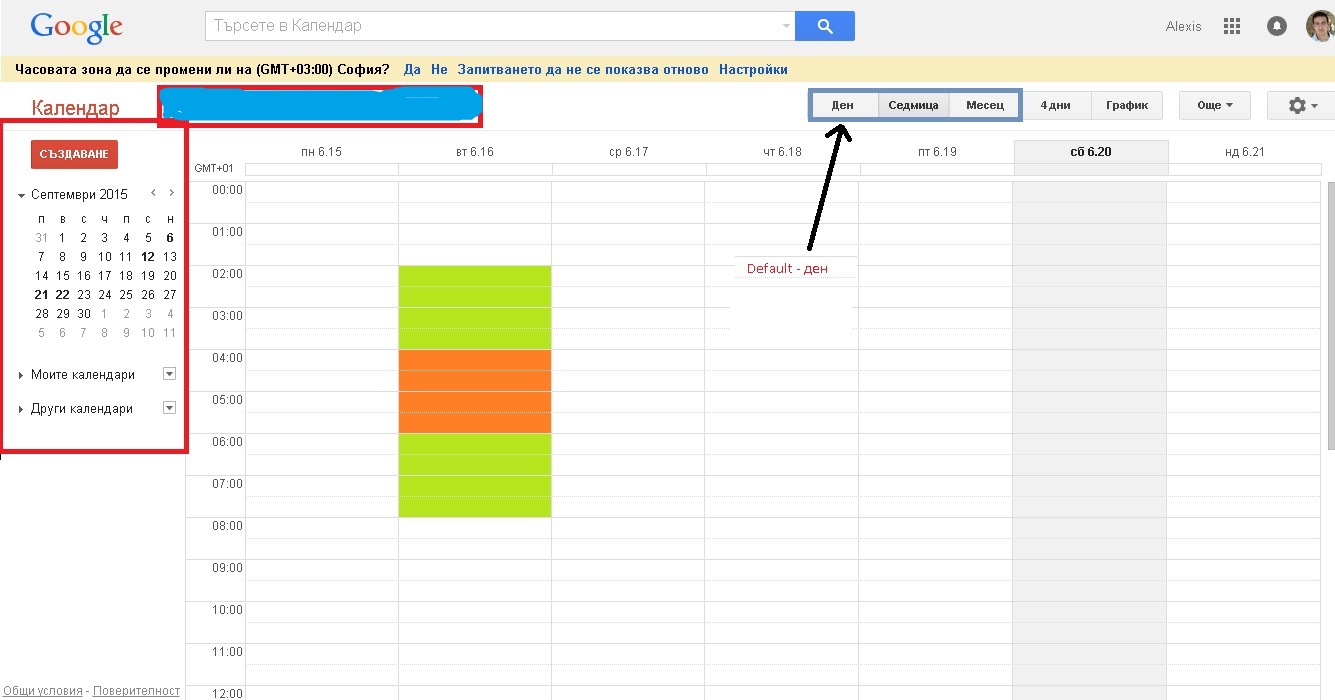 Google
Търсете в Календар
Alexis
Часовата зона да се промени ли на (GMT+03:00) София? Да Не Запитването да не се показва отново Настройки
Календар
Ден Седмица Месец 4 дни График Още
СЪЗДАВАНЕ
Септември 2015
п в с ч п с н
31 1 2 3 4 5 6
7 8 9 10 11 12 13
14 15 16 17 18 19 20
21 22 23 24 25 26 27
28 29 30 1 2 3 4
5 6 7 8 9 10 11
Моите календари
Други календари
пн 6.15 вт 6.16 ср 6.17 чт 6.18 пт 6.19 сб 6.20 нд 6.21
GMT+01
00:00
01:00
Default - ден
02:00
03:00
04:00
05:00
06:00
07:00
08:00
09:00
10:00
11:00
12:00
Общи условия - Поверителност